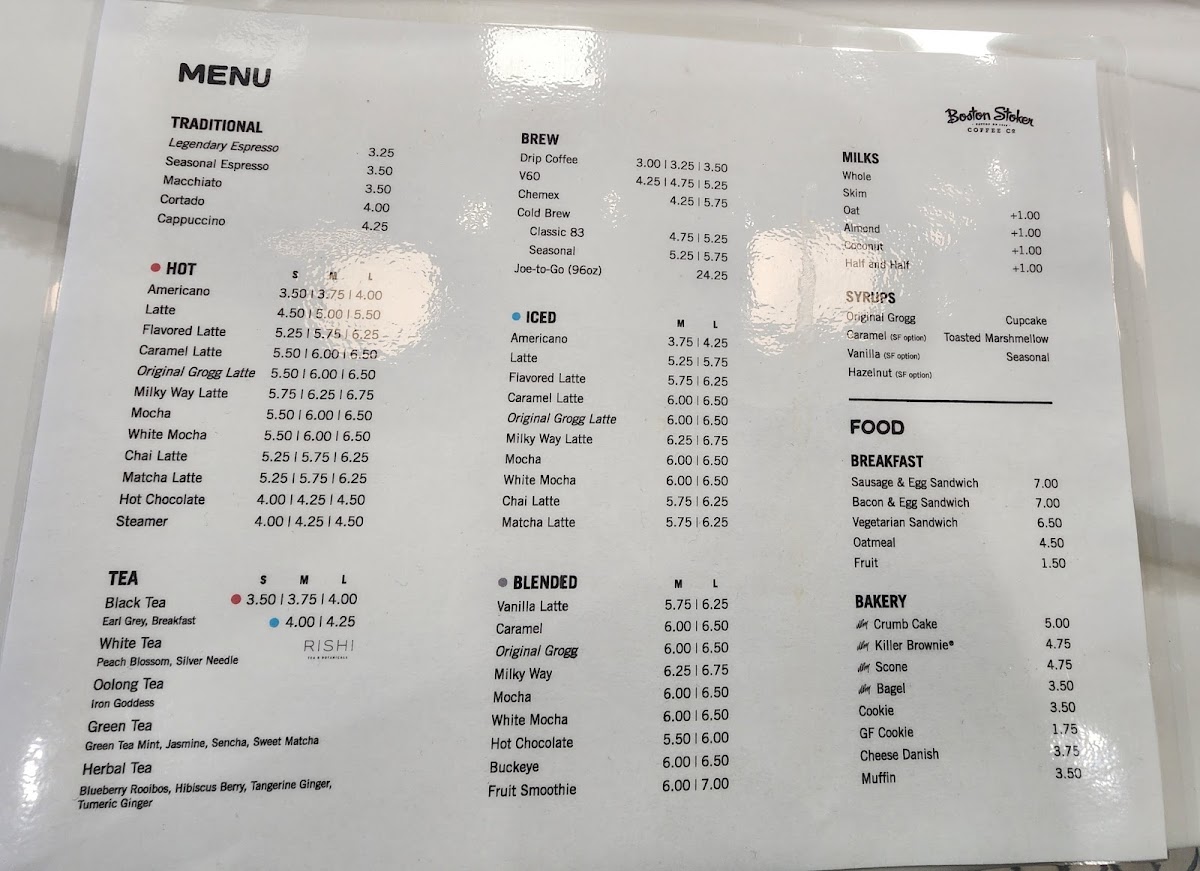 MENU
TRADITIONAL
Legendary Espresso 3.25
Seasonal Espresso 3.50
Macchiato 3.50
Cortado 4.00
Cappuccino 4.25
HOT S M L
Americano 3.50 | 3.75 | 4.00
Latte 4.50 | 5.00 | 5.50
Flavored Latte 5.25 | 5.75 | 6.25
Caramel Latte 5.50 | 6.00 | 6.50
Original Grogg Latte 5.50 | 6.00 | 6.50
Milky Way Latte 5.75 | 6.25 | 6.75
Mocha 5.50 | 6.00 | 6.50
White Mocha 5.50 | 6.00 | 6.50
Chai Latte 5.25 | 5.75 | 6.25
Matcha Latte 5.25 | 5.75 | 6.25
Hot Chocolate 4.00 | 4.25 | 4.50
Steamer 4.00 | 4.25 | 4.50
TEA S M L
Black Tea 3.50 | 3.75 | 4.00
Earl Grey, Breakfast 4.00 | 4.25
White Tea RISHI
Peach Blossom, Silver Needle
Oolong Tea
Iron Goddess
Green Tea
Green Tea Mint, Jasmine, Sencha, Sweet Matcha
Herbal Tea
Blueberry Rooibos, Hibiscus Berry, Tangerine Ginger,
Tumeric Ginger
BREW
Drip Coffee 3.00 | 3.25 | 3.50
V60 4.25 | 4.75 | 5.25
Chemex 4.25 | 5.75
Cold Brew
Classic 83 4.75 | 5.25
Seasonal 5.25 | 5.75
Joe-to-Go (96oz) 24.25
ICED M L
Americano 3.75 | 4.25
Latte 5.25 | 5.75
Flavored Latte 5.75 | 6.25
Caramel Latte 6.00 | 6.50
Original Grogg Latte 6.00 | 6.50
Milky Way Latte 6.25 | 6.75
Mocha 6.00 | 6.50
White Mocha 6.00 | 6.50
Chai Latte 5.75 | 6.25
Matcha Latte 5.75 | 6.25
BLENDED M L
Vanilla Latte 5.75 | 6.25
Caramel 6.00 | 6.50
Original Grogg 6.00 | 6.50
Milky Way 6.25 | 6.75
Mocha 6.00 | 6.50
White Mocha 6.00 | 6.50
Hot Chocolate 5.50 | 6.00
Buckeye 6.00 | 6.50
Fruit Smoothie 6.00 | 7.00
Boston Stoker
COFFEE CO
MILKS
Whole
Skim
Oat +1.00
Almond +1.00
Coconut +1.00
Half and Half +1.00
SYRUPS
Original Grogg Cupcake
Caramel (SF option) Toasted Marshmellow
Vanilla (SF option) Seasonal
Hazelnut (SF option)
FOOD
BREAKFAST
Sausage & Egg Sandwich 7.00
Bacon & Egg Sandwich 7.00
Vegetarian Sandwich 6.50
Oatmeal 4.50
Fruit 1.50
BAKERY
Crumb Cake 5.00
Killer Brownie® 4.75
Scone 4.75
Bagel 3.50
Cookie 3.50
GF Cookie 1.75
Cheese Danish 3.75
Muffin 3.50